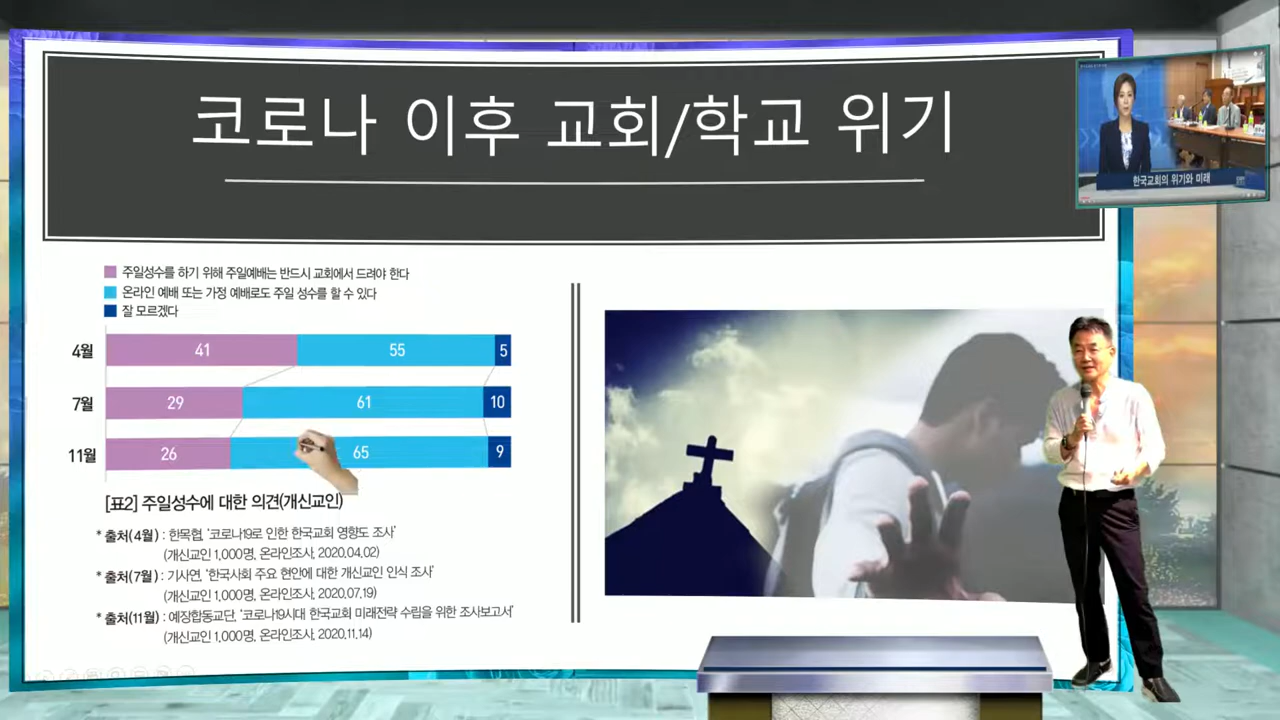 코로나 이후 교회/학교 위기
한국교회의 위기와 미래
주일성수를 하기 위해 주일예배는 반드시 교회에서 드려야 한다
온라인 예배 또는 가정 예배로도 주일 성수를 할 수 있다
잘 모르겠다
4월 41 55 5
7월 29 61 10
11월 26 65 9
[표2] 주일성수에 대한 의견(개신교인)
* 출처(4월) : 한목협, '코로나19로 인한 한국교회 영향도 조사'
(개신교인 1,000명, 온라인조사, 2020.04.02)
* 출처(7월) : 기사연, '한국사회 주요 현안에 대한 개신교인 인식 조사'
(개신교인 1,000명, 온라인조사, 2020.07.19)
* 출처(11월) : 예장합동교단, '코로나19시대 한국교회 미래전략 수립을 위한 조사보고서'
(개신교인 1,000명, 온라인조사, 2020.11.14)